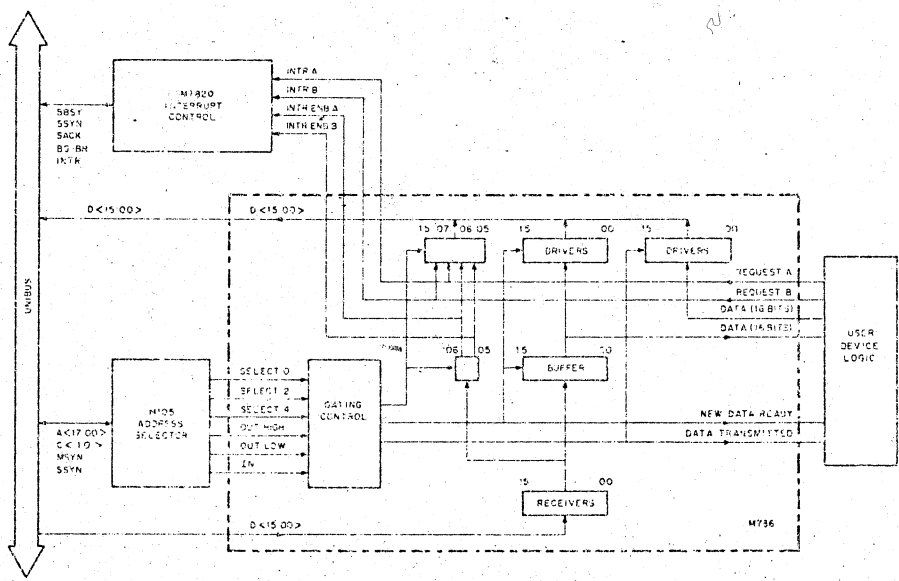 M7820
INTERRUPT
CONTROL
INTR A
INTR B
INTR ENB A
INTR ENB B
SBSY
SSYN
SACK
BG-BR
INTR
D<15:00>
D<15:00>
15 07 06 05
15 00
DRIVERS
15 00
DRIVERS
REQUEST A
REQUEST B
DATA (16 BITS)
DATA (16 BITS)
USER
DEVICE
LOGIC
UNIBUS
06 05
15 00
BUFFER
M105
ADDRESS
SELECTOR
SELECT 0
SELECT 2
SELECT 4
OUT HIGH
OUT LOW
IN
GATING
CONTROL
NEW DATA READY
DATA TRANSMITTED
A<17:00>
C<1:0>
MSYN
SSYN
15 00
RECEIVERS
D<15:00>
M786